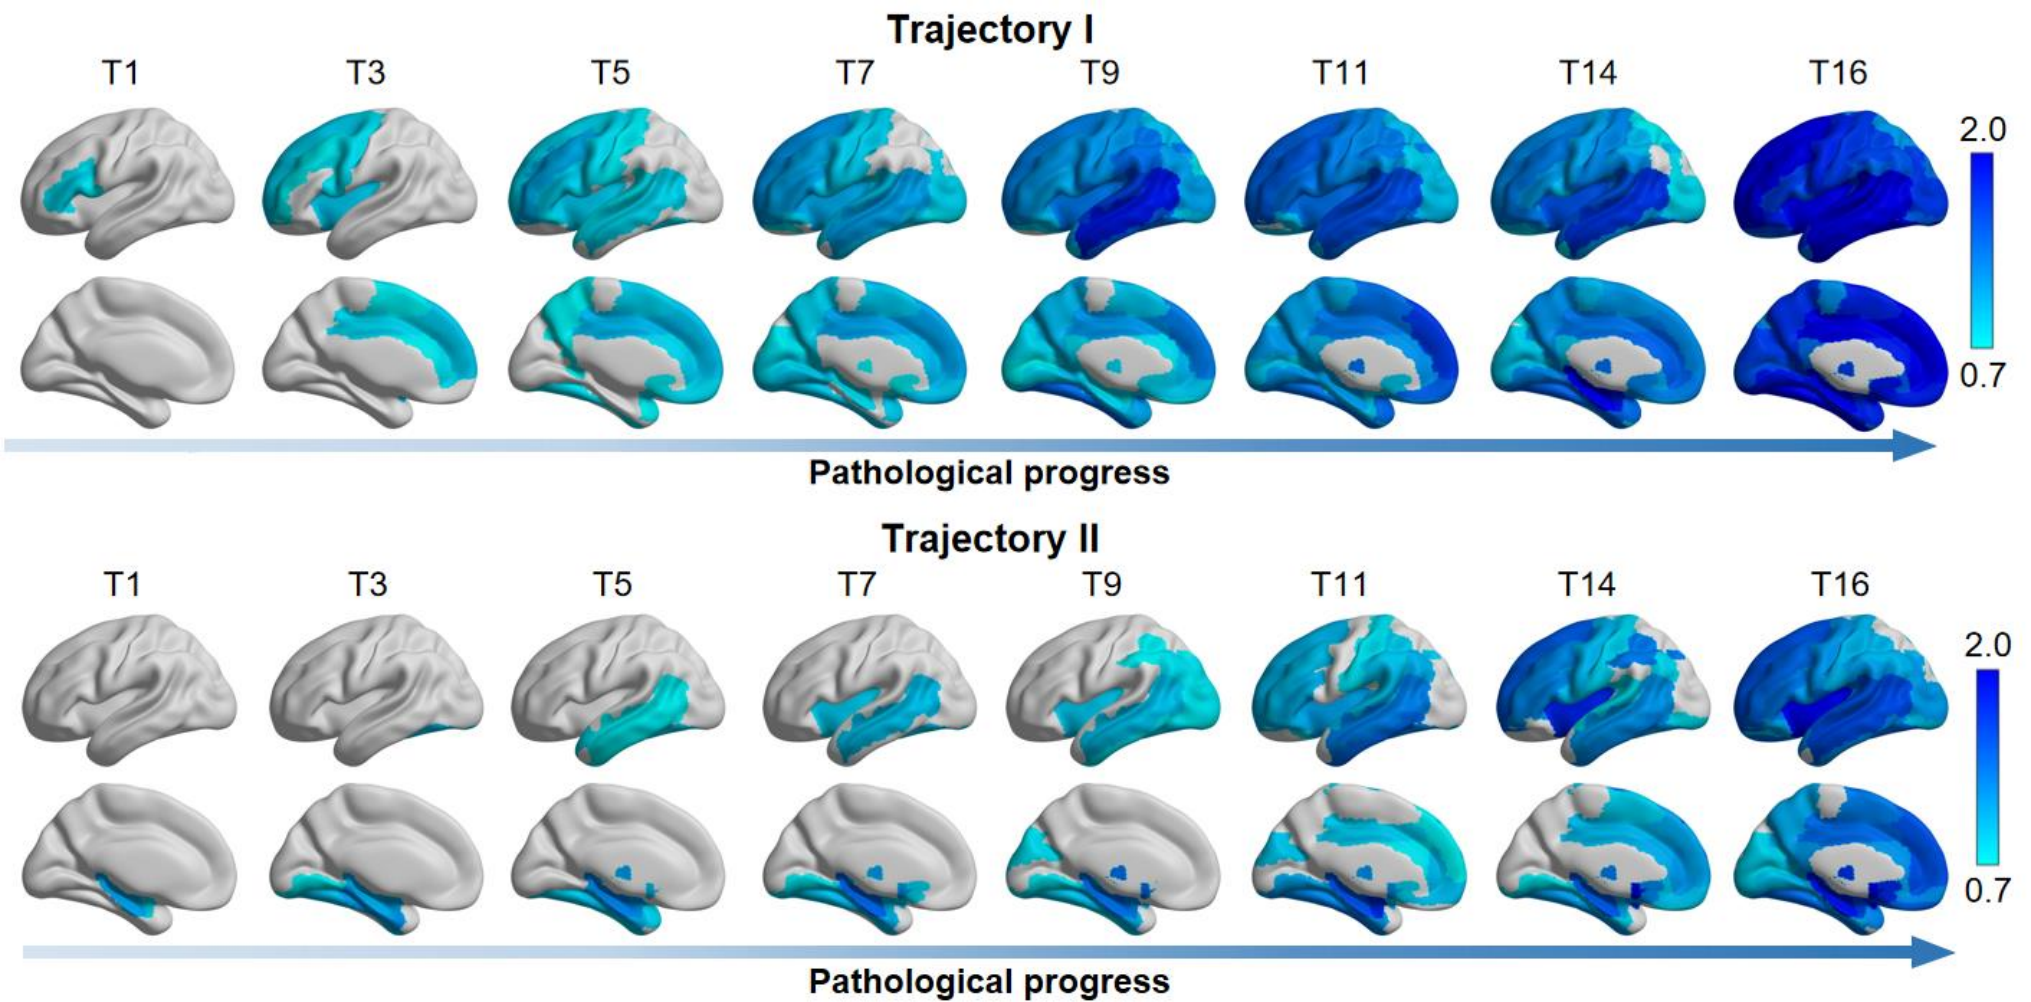 Trajectory I
T1 T3 T5 T7 T9 T11 T14 T16
2.0
0.7
Pathological progress
Trajectory II
T1 T3 T5 T7 T9 T11 T14 T16
2.0
0.7
Pathological progress